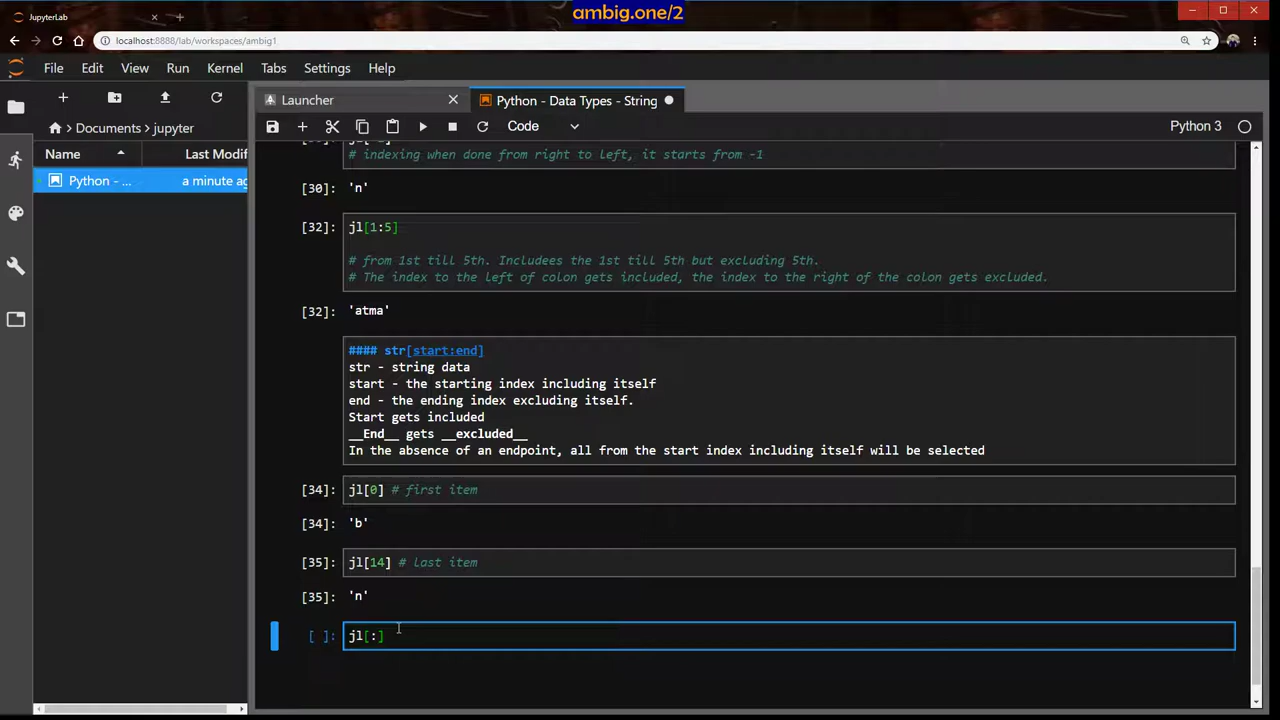 ambig.one/2
JupyterLab
localhost:8888/lab/workspaces/ambig1
File Edit View Run Kernel Tabs Settings Help
Launcher
Python - Data Types - String
Code
Python 3
Documents > jupyter
Name Last Modif
Python - ... a minute ag
# indexing when done from right to left, it starts from -1
[30]: 'n'
[32]: jl[1:5]
# from 1st till 5th. Includees the 1st till 5th but excluding 5th.
# The index to the left of colon gets included, the index to the right of the colon gets excluded.
[32]: 'atma'
#### str[start:end]
str - string data
start - the starting index including itself
end - the ending index excluding itself.
Start gets included
__End__ gets __excluded__
In the absence of an endpoint, all from the start index including itself will be selected
[34]: jl[0] # first item
[34]: 'b'
[35]: jl[14] # last item
[35]: 'n'
[ ]: jl[:]